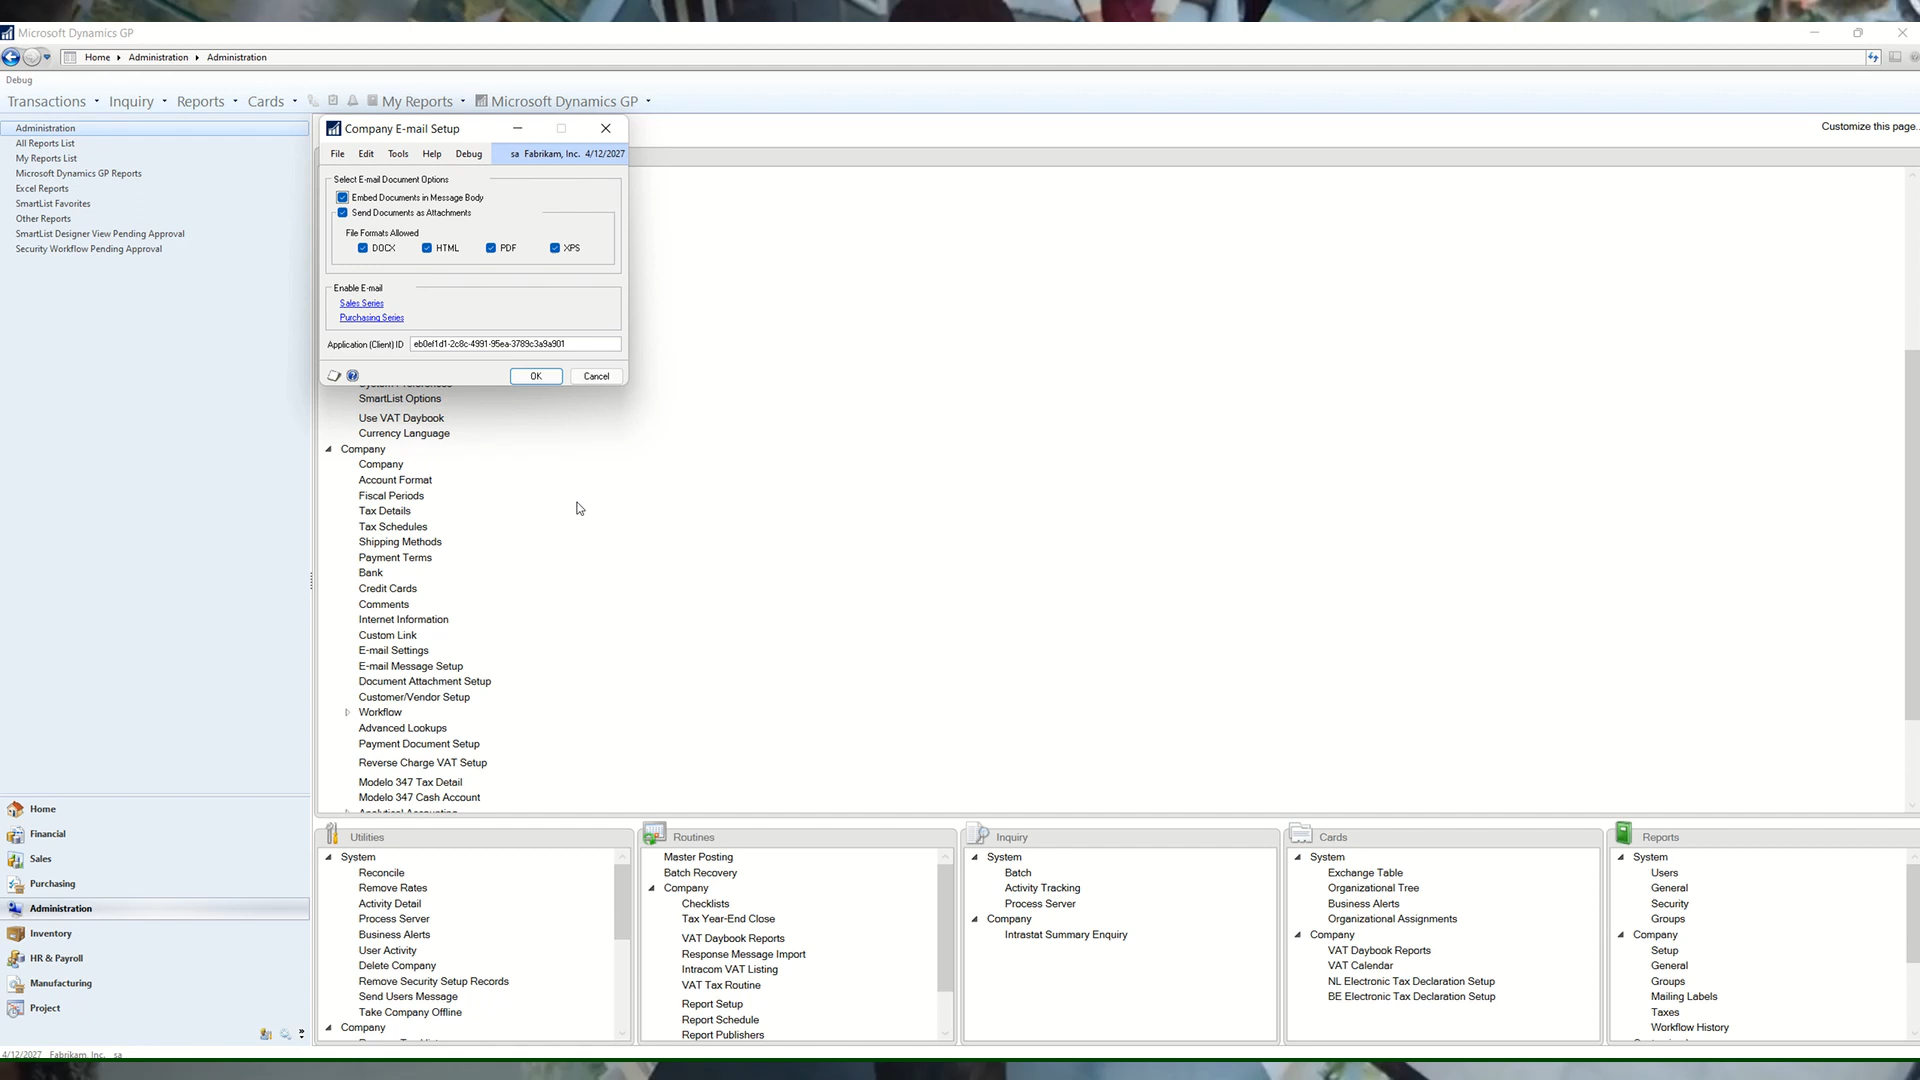 Microsoft Dynamics GP
Home Administration Administration
Debug
Transactions Inquiry Reports Cards My Reports Microsoft Dynamics GP
Administration
All Reports List
My Reports List
Microsoft Dynamics GP Reports
Excel Reports
SmartList Favorites
Other Reports
SmartList Designer View Pending Approval
Security Workflow Pending Approval
Customize this page..
Company E-mail Setup
File Edit Tools Help Debug sa Fabrikam, Inc. 4/12/2027
Select E-mail Document Options
Embed Documents in Message Body
Send Documents as Attachments
File Formats Allowed
DOCX HTML PDF XPS
Enable E-mail
Sales Series
Purchasing Series
Application (Client) ID eb0ef1d1-2c8c-4991-95ea-3789c3a9a901
OK Cancel
System Preferences
SmartList Options
Use VAT Daybook
Currency Language
Company
Company
Account Format
Fiscal Periods
Tax Details
Tax Schedules
Shipping Methods
Payment Terms
Bank
Credit Cards
Comments
Internet Information
Custom Link
E-mail Settings
E-mail Message Setup
Document Attachment Setup
Customer/Vendor Setup
Workflow
Advanced Lookups
Payment Document Setup
Reverse Charge VAT Setup
Modelo 347 Tax Detail
Modelo 347 Cash Account
Analytical Accounting
Home
Financial
Sales
Purchasing
Administration
Inventory
HR & Payroll
Manufacturing
Project
Utilities
System
Reconcile
Remove Rates
Activity Detail
Process Server
Business Alerts
User Activity
Delete Company
Remove Security Setup Records
Send Users Message
Take Company Offline
Company
Routines
Master Posting
Batch Recovery
Company
Checklists
Tax Year-End Close
VAT Daybook Reports
Response Message Import
Intracom VAT Listing
VAT Tax Routine
Report Setup
Report Schedule
Report Publishers
Inquiry
System
Batch
Activity Tracking
Process Server
Company
Intrastat Summary Enquiry
Cards
System
Exchange Table
Organizational Tree
Business Alerts
Organizational Assignments
Company
VAT Daybook Reports
VAT Calendar
NL Electronic Tax Declaration Setup
BE Electronic Tax Declaration Setup
Reports
System
Users
General
Security
Groups
Company
Setup
General
Groups
Mailing Labels
Taxes
Workflow History
4/12/2027 Fabrikam, Inc. sa